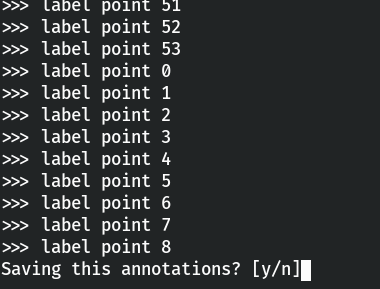 >>> label point 51
>>> label point 52
>>> label point 53
>>> label point 0
>>> label point 1
>>> label point 2
>>> label point 3
>>> label point 4
>>> label point 5
>>> label point 6
>>> label point 7
>>> label point 8
Saving this annotations? [y/n]